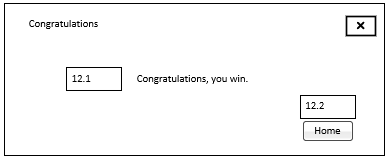 Congratulations
×
12.1 Congratulations, you win.
12.2
Home